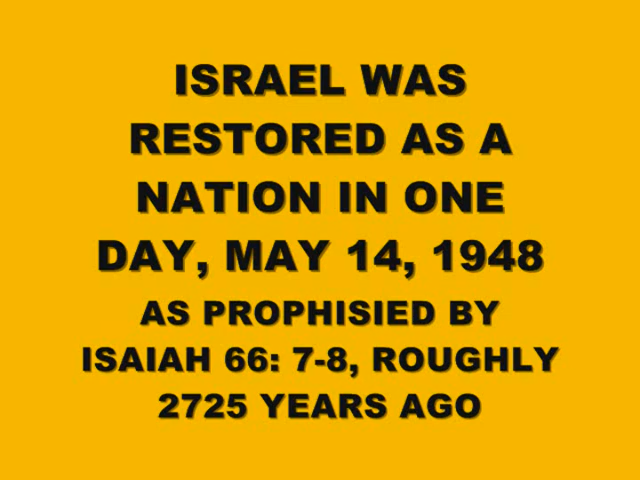 ISRAEL WAS
RESTORED AS A
NATION IN ONE
DAY, MAY 14, 1948
AS PROPHISIED BY
ISAIAH 66: 7-8, ROUGHLY
2725 YEARS AGO